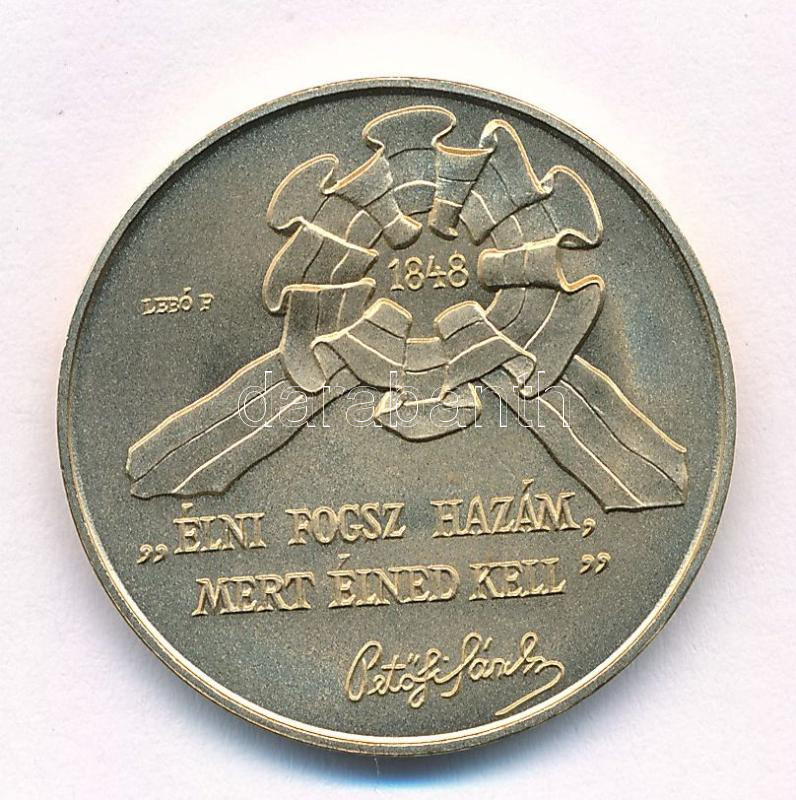 1848
LEBÓ F
darabanth
„ÉLNI FOGSZ HAZÁM,
MERT ÉLNED KELL”
Petőfi Sándor